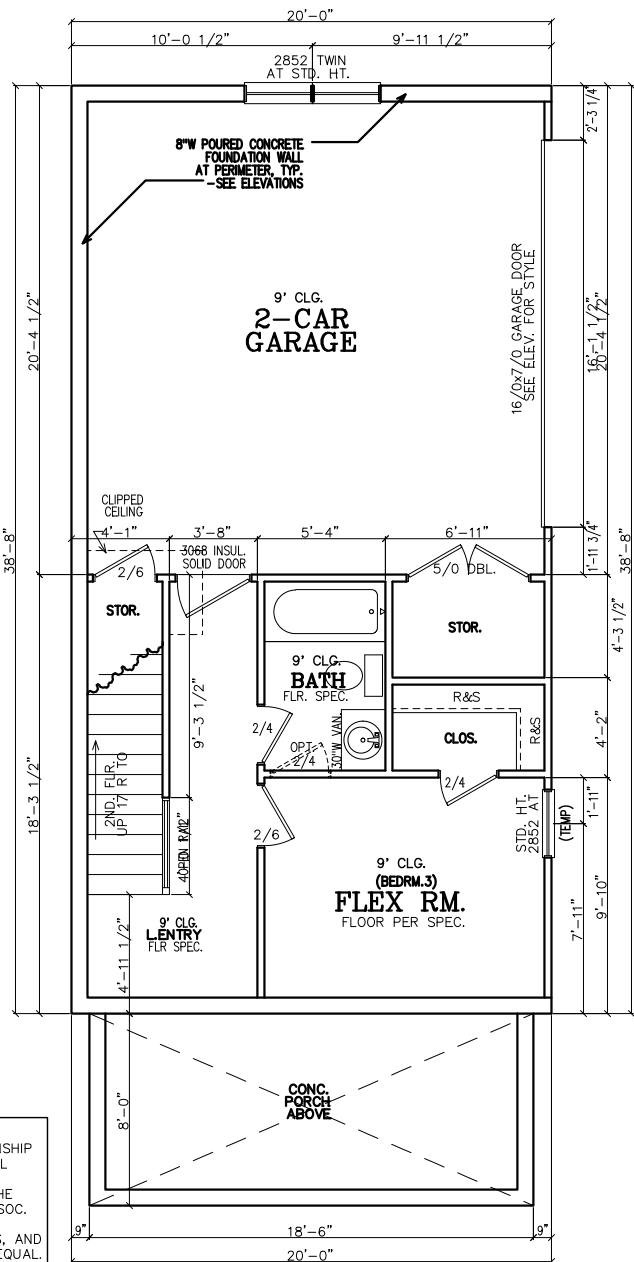 20'-0"
10'-0 1/2"
9'-11 1/2"
2852 TWIN
AT STD. HT.
2'-3 1/4"
8"W POURED CONCRETE
FOUNDATION WALL
AT PERIMETER, TYP.
-SEE ELEVATIONS
9' CLG.
2-CAR
GARAGE
16/0x7/0 GARAGE DOOR
SEE ELEV. FOR STYLE
16'-1 1/2"
20'-4 1/2"
20'-4 1/2"
38'-8"
38'-8"
CLIPPED
CEILING
4'-1"
3'-8"
5'-4"
6'-11"
1'-11 3/4"
3068 INSUL.
SOLID DOOR
2/6
5/0 DBL.
STOR.
STOR.
4'-3 1/2"
9' CLG.
BATH
FLR. SPEC.
R&S
R&S
CLOS.
4'-2"
9'-3 1/2"
2/4
OPT.
2/4
30"W VAN.
2/4
18'-3 1/2"
2ND. FLR.
UP 17 R TO
OPEN RAIL
2/6
STD. HT.
2852 AT
(TEMP)
1'-11"
9' CLG.
(BEDRM.3)
FLEX RM.
FLOOR PER SPEC.
7'-11"
9'-10"
9' CLG.
L.ENTRY
FLR SPEC.
4'-11 1/2"
CONC.
PORCH
ABOVE
8'-0"
NSHIP
L
HE
SOC.
S, AND
EQUAL.
9"
18'-6"
9"
20'-0"